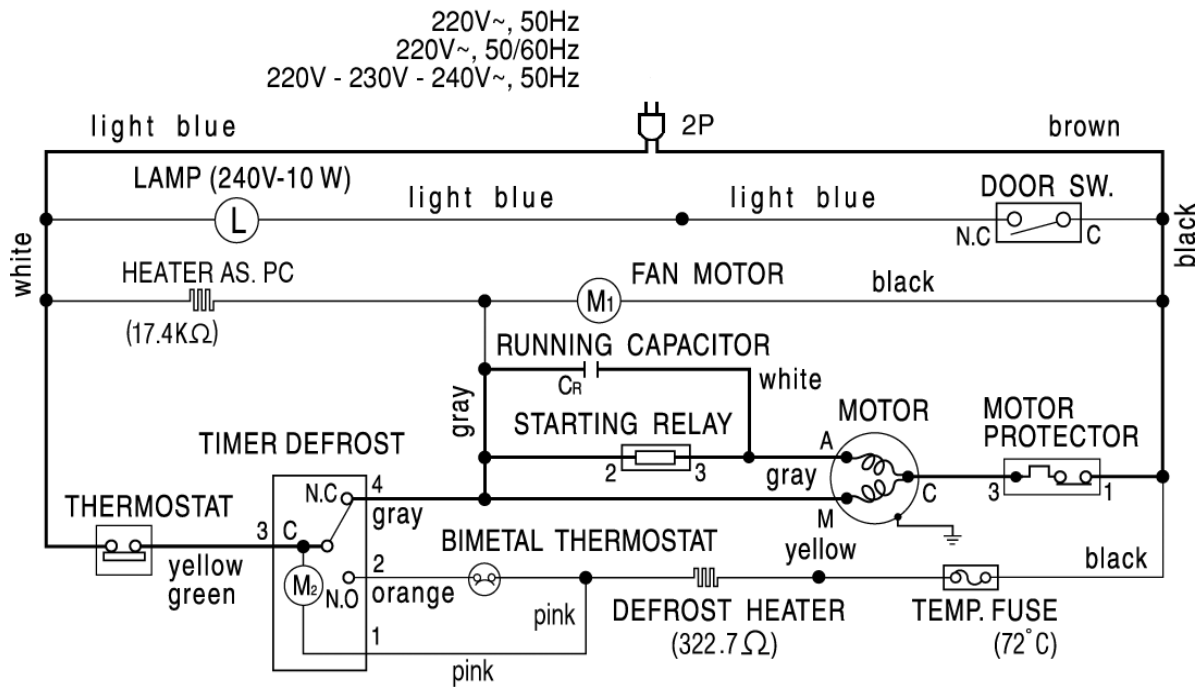 220V~, 50Hz
220V~, 50/60Hz
220V - 230V - 240V~, 50Hz
light blue
2P
brown
LAMP (240V-10 W)
L
light blue
light blue
DOOR SW.
N.C
C
white
black
HEATER AS. PC
(17.4KΩ)
FAN MOTOR
M1
black
RUNNING CAPACITOR
CR
white
gray
STARTING RELAY
2
3
MOTOR
A
gray
M
C
MOTOR
PROTECTOR
3
1
TIMER DEFROST
N.C
4
gray
THERMOSTAT
3
C
yellow
green
M2
N.O
2
orange
1
BIMETAL THERMOSTAT
pink
pink
yellow
DEFROST HEATER
(322.7Ω)
black
TEMP. FUSE
(72°C)